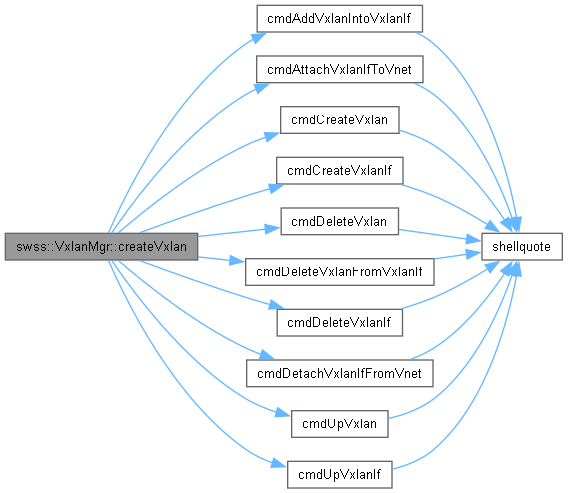 cmdAddVxlanIntoVxlanIf
cmdAttachVxlanIfToVnet
cmdCreateVxlan
cmdCreateVxlanIf
cmdDeleteVxlan
swss::VxlanMgr::createVxlan
shellquote
cmdDeleteVxlanFromVxlanIf
cmdDeleteVxlanIf
cmdDetachVxlanIfFromVnet
cmdUpVxlan
cmdUpVxlanIf